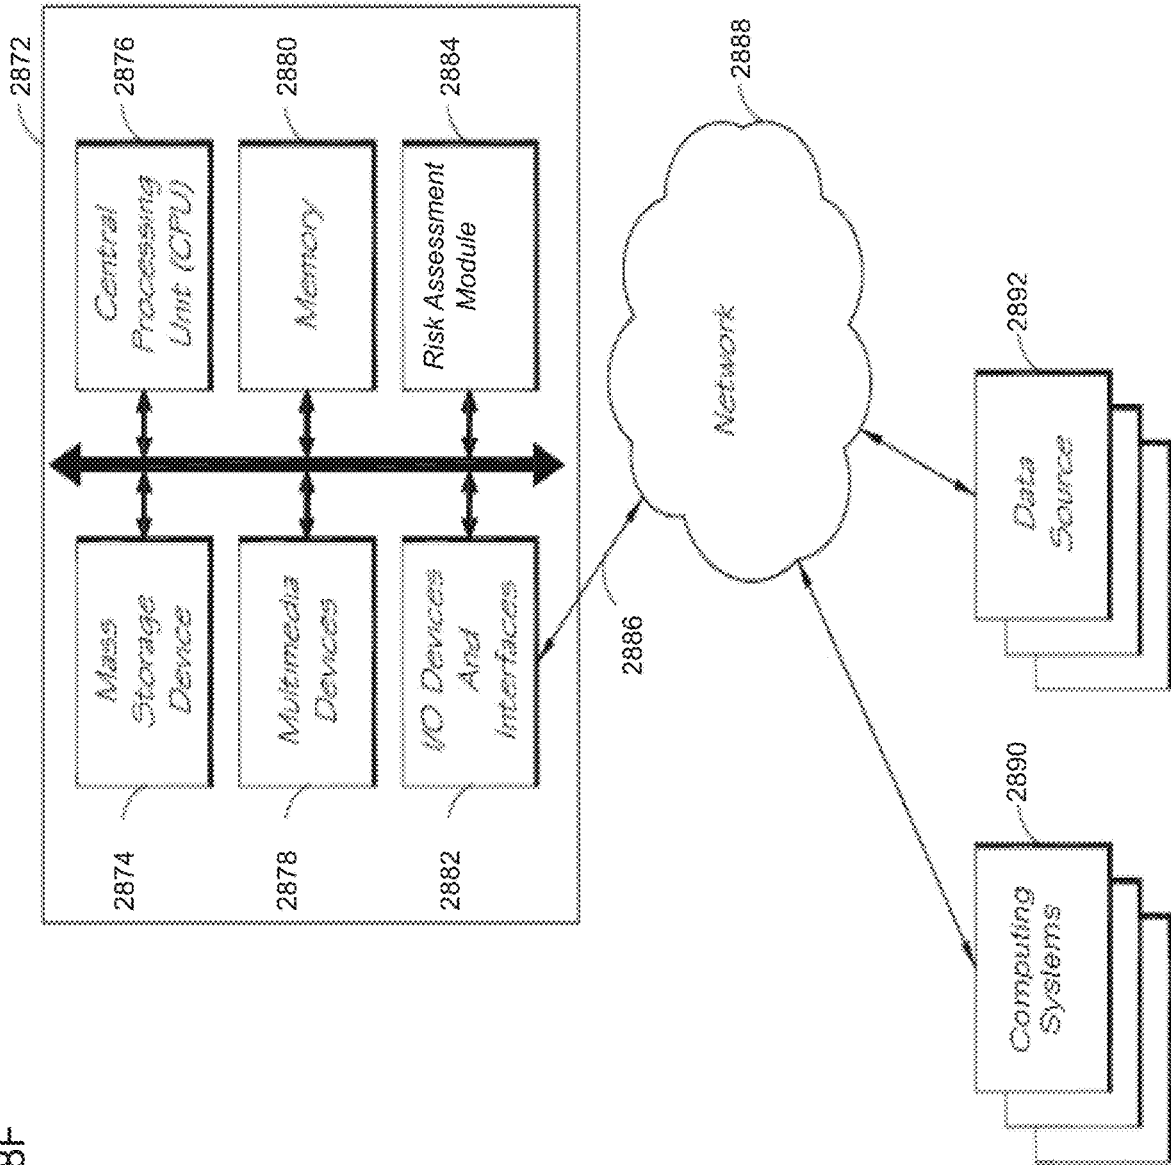 2872
2874
Mass
Storage
Device
Central
Processing
Unit (CPU)
2876
2878
Multimedia
Devices
Memory
2880
2882
I/O Devices
And
Interfaces
Risk Assessment
Module
2884
2886
Network
2888
Computing
Systems
2890
Data
Source
2892